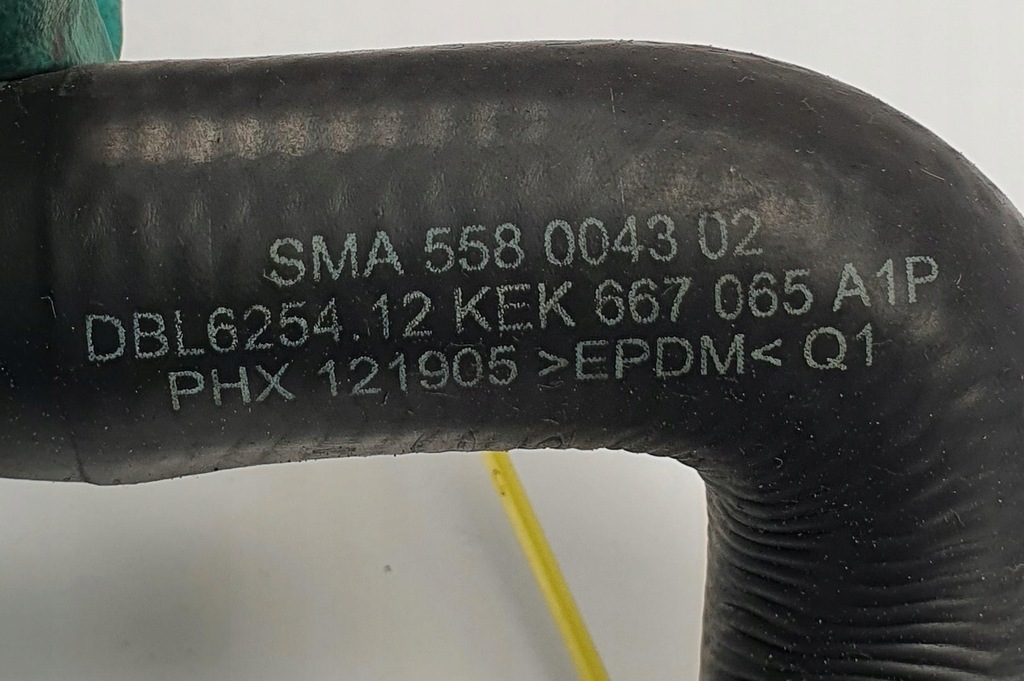 SMA 558 0043 02
DBL6254.12 KEK 667 065 A1P
PHX 121905 >EPDM< Q1